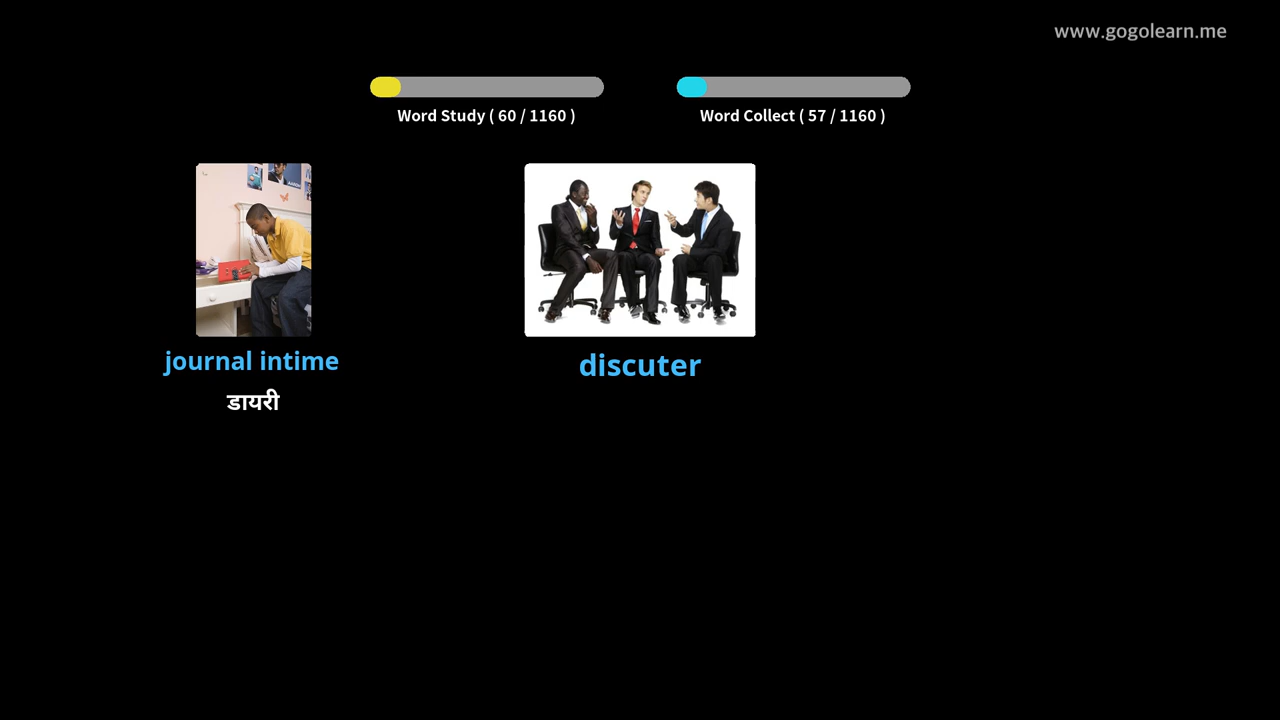 www.gogolearn.me
Word Study ( 60 / 1160 )
Word Collect ( 57 / 1160 )
journal intime
डायरी
discuter